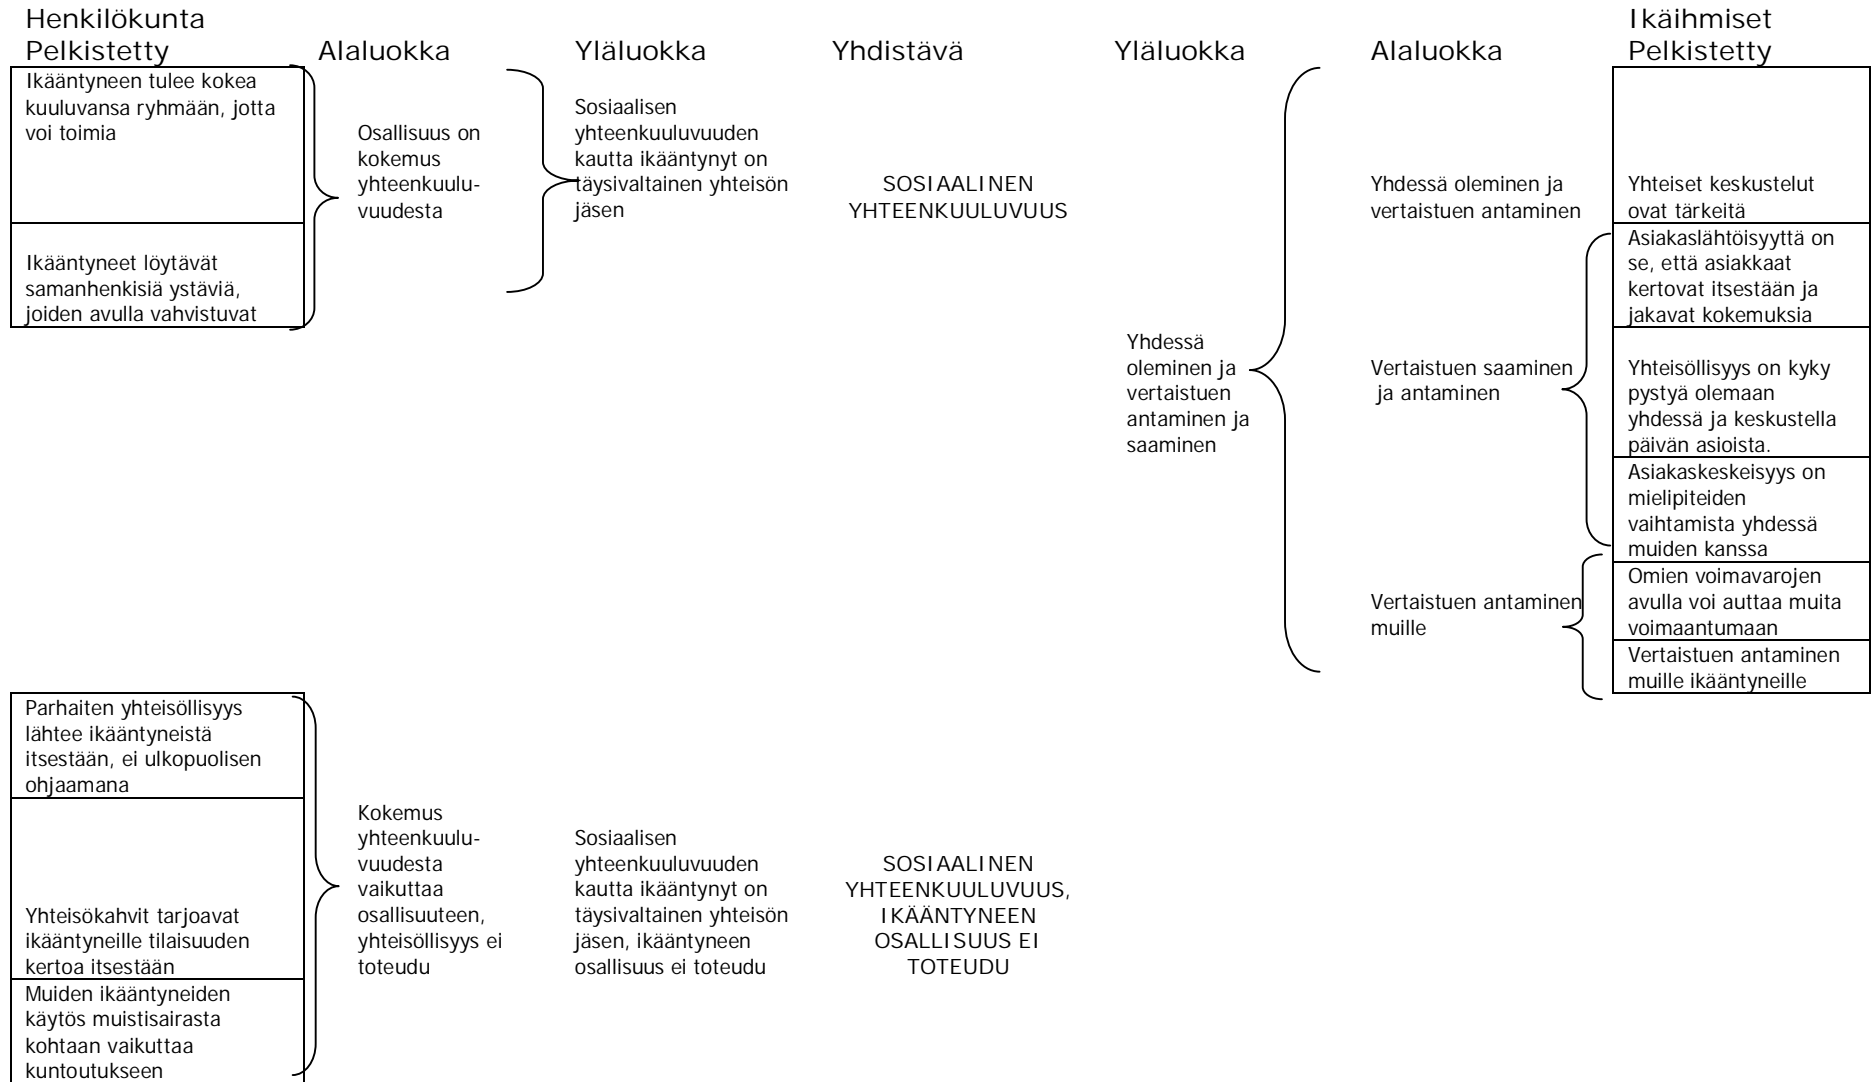 Henkilökunta
Pelkistetty
Alaluokka
Yläluokka
Yhdistävä
Yläluokka
Alaluokka
Ikäihmiset
Pelkistetty
Ikääntyneen tulee kokea
kuuluvansa ryhmään, jotta
voi toimia
Ikääntyneet löytävät
samanhenkisiä ystäviä,
joiden avulla vahvistuvat
Osallisuus on
kokemus
yhteenkuulu-
vuudesta
Sosiaalisen
yhteenkuuluvuuden
kautta ikääntynyt on
täysivaltainen yhteisön
jäsen
SOSIAALINEN
YHTEENKUULUVUUS
Yhdessä
oleminen ja
vertaistuen
antaminen ja
saaminen
Yhdessä oleminen ja
vertaistuen antaminen
Vertaistuen saaminen
ja antaminen
Vertaistuen antaminen
muille
Yhteiset keskustelut
ovat tärkeitä
Asiakaslähtöisyyttä on
se, että asiakkaat
kertovat itsestään ja
jakavat kokemuksia
Yhteisöllisyys on kyky
pystyä olemaan
yhdessä ja keskustella
päivän asioista.
Asiakaskeskeisyys on
mielipiteiden
vaihtamista yhdessä
muiden kanssa
Omien voimavarojen
avulla voi auttaa muita
voimaantumaan
Vertaistuen antaminen
muille ikääntyneille
Parhaiten yhteisöllisyys
lähtee ikääntyneistä
itsestään, ei ulkopuolisen
ohjaamana
Yhteisökahvit tarjoavat
ikääntyneille tilaisuuden
kertoa itsestään
Muiden ikääntyneiden
käytös muistisairasta
kohtaan vaikuttaa
kuntoutukseen
Kokemus
yhteenkuulu-
vuudesta
vaikuttaa
osallisuuteen,
yhteisöllisyys ei
toteudu
Sosiaalisen
yhteenkuuluvuuden
kautta ikääntynyt on
täysivaltainen yhteisön
jäsen, ikääntyneen
osallisuus ei toteudu
SOSIAALINEN
YHTEENKUULUVUUS,
IKÄÄNTYNEEN
OSALLISUUS EI
TOTEUDU